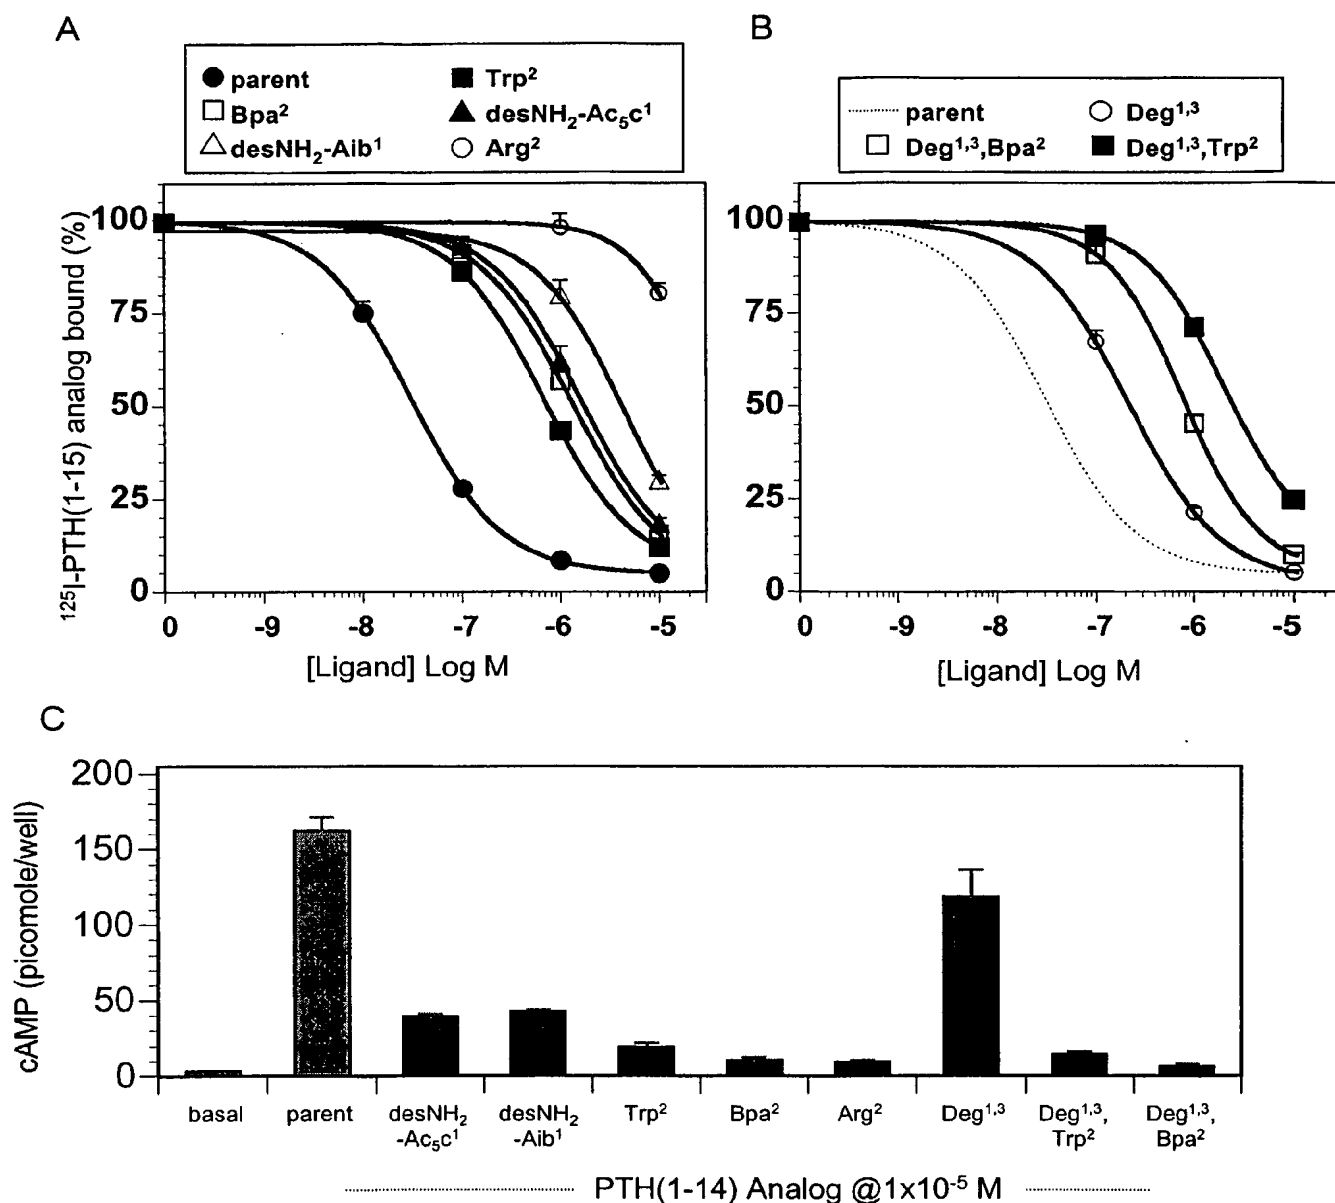 A
parent
Trp²
Bpa²
desNH₂-Ac₅c¹
desNH₂-Aib¹
Arg²
B
parent
Deg¹,³
Deg¹,³,Bpa²
Deg¹,³,Trp²
¹²⁵I-PTH(1-15) analog bound (%)
100
75
50
25
0
0 -9 -8 -7 -6 -5
[Ligand] Log M
100
75
50
25
0
0 -9 -8 -7 -6 -5
[Ligand] Log M
C
cAMP (picomole/well)
200
150
100
50
0
basal
parent
desNH₂
-Ac₅c¹
desNH₂
-Aib¹
Trp²
Bpa²
Arg²
Deg¹,³
Deg¹,³,
Trp²
Deg¹,³,
Bpa²
PTH(1-14) Analog @1x10⁻⁵ M